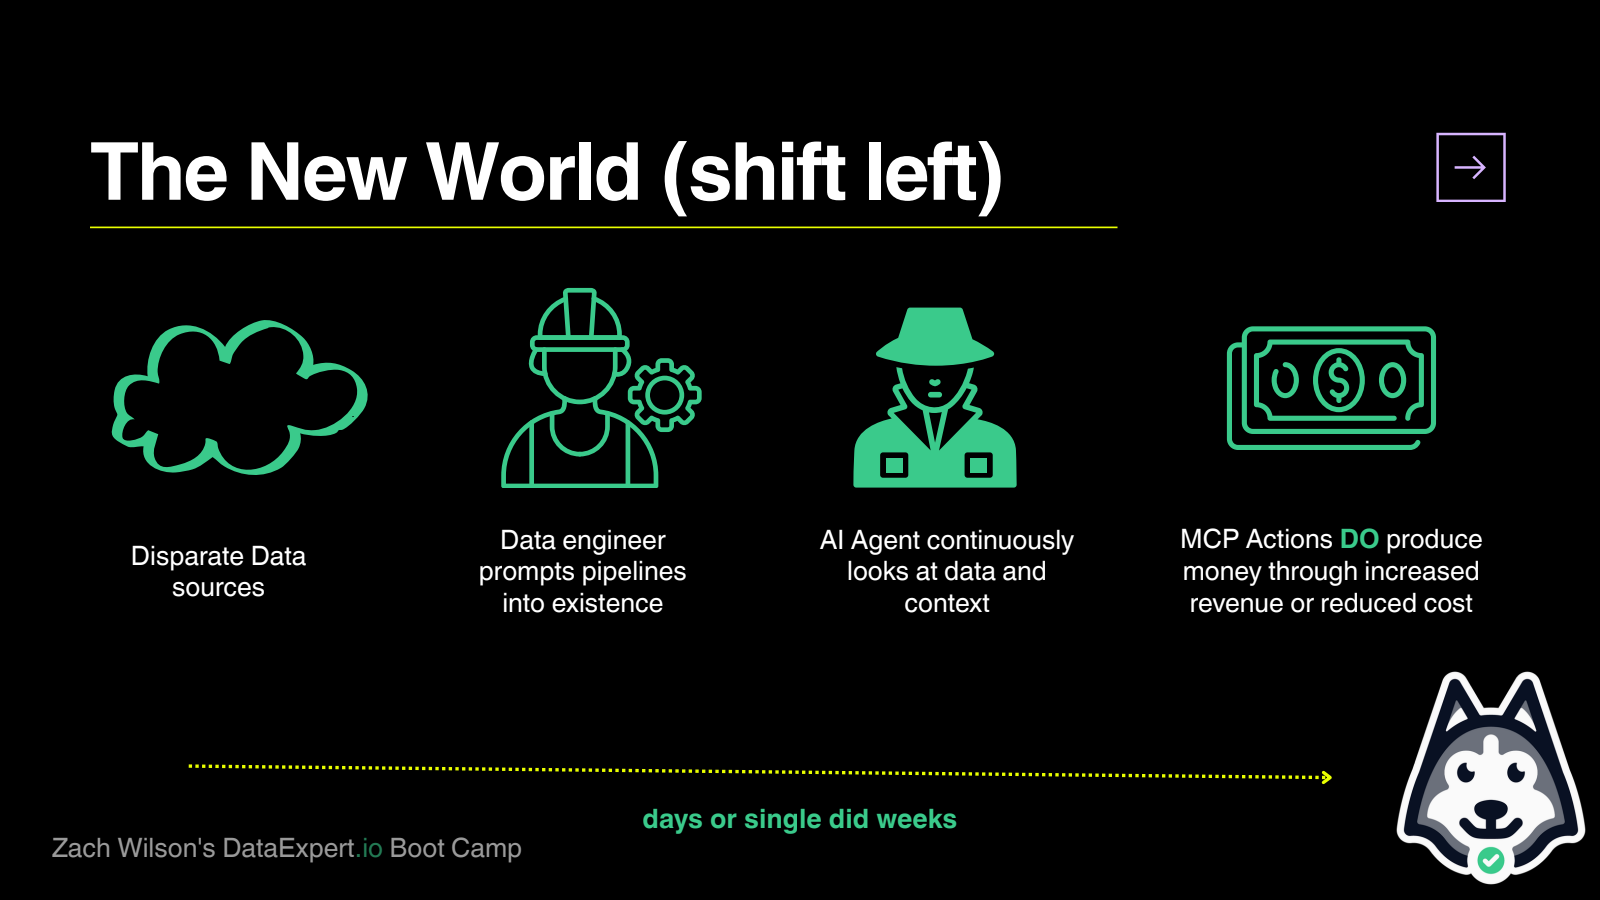 The New World (shift left)
Disparate Data
sources
Data engineer
prompts pipelines
into existence
AI Agent continuously
looks at data and
context
MCP Actions DO produce
money through increased
revenue or reduced cost
days or single did weeks
Zach Wilson's DataExpert.io Boot Camp